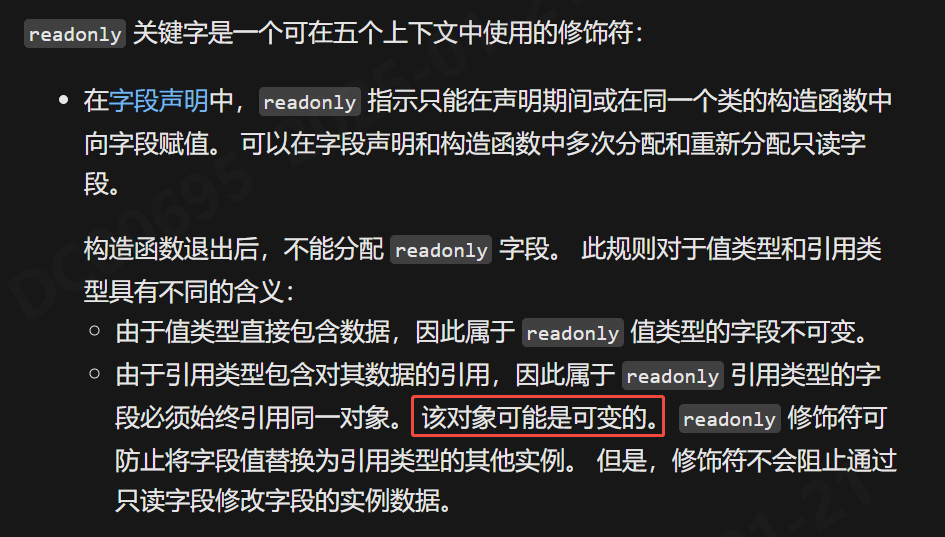 readonly 关键字是一个可在五个上下文中使用的修饰符：
在字段声明中，readonly 指示只能在声明期间或在同一个类的构造函数中
向字段赋值。 可以在字段声明和构造函数中多次分配和重新分配只读字
段。
构造函数退出后，不能分配 readonly 字段。 此规则对于值类型和引用类
型具有不同的含义：
由于值类型直接包含数据，因此属于 readonly 值类型的字段不可变。
由于引用类型包含对其数据的引用，因此属于 readonly 引用类型的字
段必须始终引用同一对象。 该对象可能是可变的。 readonly 修饰符可
防止将字段值替换为引用类型的其他实例。 但是，修饰符不会阻止通过
只读字段修改字段的实例数据。